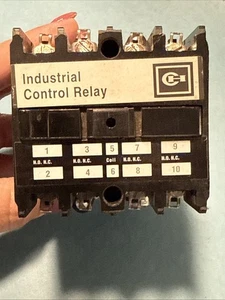 Industrial
Control Relay
1 3 5 7 9
N.O. N.C. N.O. N.C. Coil N.O. N.C. N.O. N.C.
2 4 6 8 10